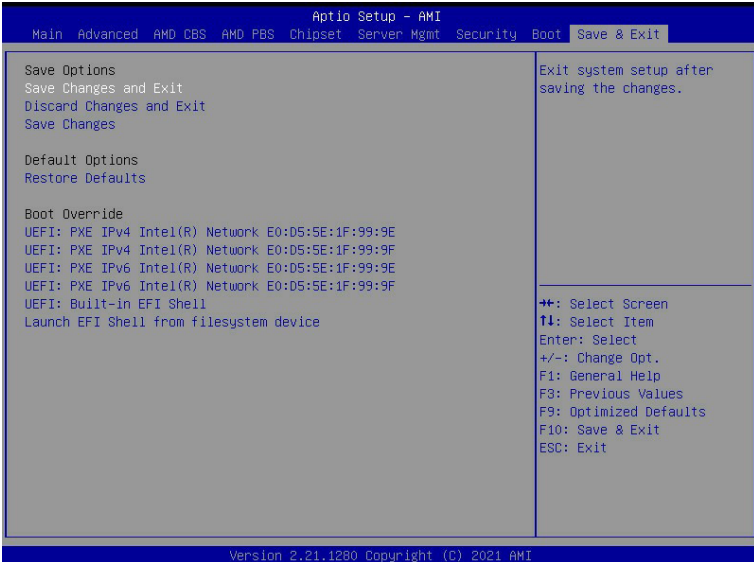 Aptio Setup – AMI
Main Advanced AMD CBS AMD PBS Chipset Server Mgmt Security Boot Save & Exit
Save Options
Save Changes and Exit
Discard Changes and Exit
Save Changes
Default Options
Restore Defaults
Boot Override
UEFI: PXE IPv4 Intel(R) Network E0:D5:5E:1F:99:9E
UEFI: PXE IPv4 Intel(R) Network E0:D5:5E:1F:99:9F
UEFI: PXE IPv6 Intel(R) Network E0:D5:5E:1F:99:9E
UEFI: PXE IPv6 Intel(R) Network E0:D5:5E:1F:99:9F
UEFI: Built-in EFI Shell
Launch EFI Shell from filesystem device
Exit system setup after
saving the changes.
→←: Select Screen
↑↓: Select Item
Enter: Select
+/-: Change Opt.
F1: General Help
F3: Previous Values
F9: Optimized Defaults
F10: Save & Exit
ESC: Exit
Version 2.21.1280 Copyright (C) 2021 AMI